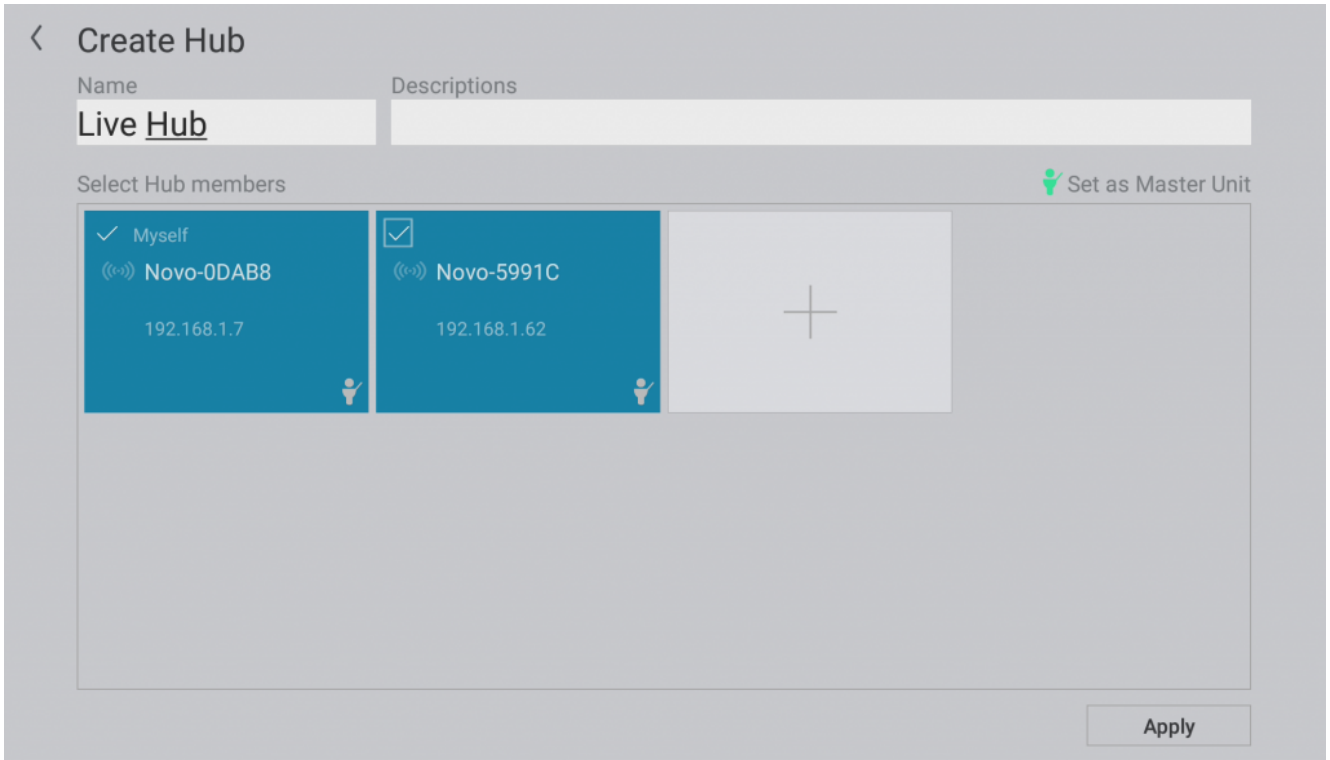 Create Hub
Name
Descriptions
Live Hub
Select Hub members
Set as Master Unit
Myself
Novo-0DAB8
192.168.1.7
Novo-5991C
192.168.1.62
Apply